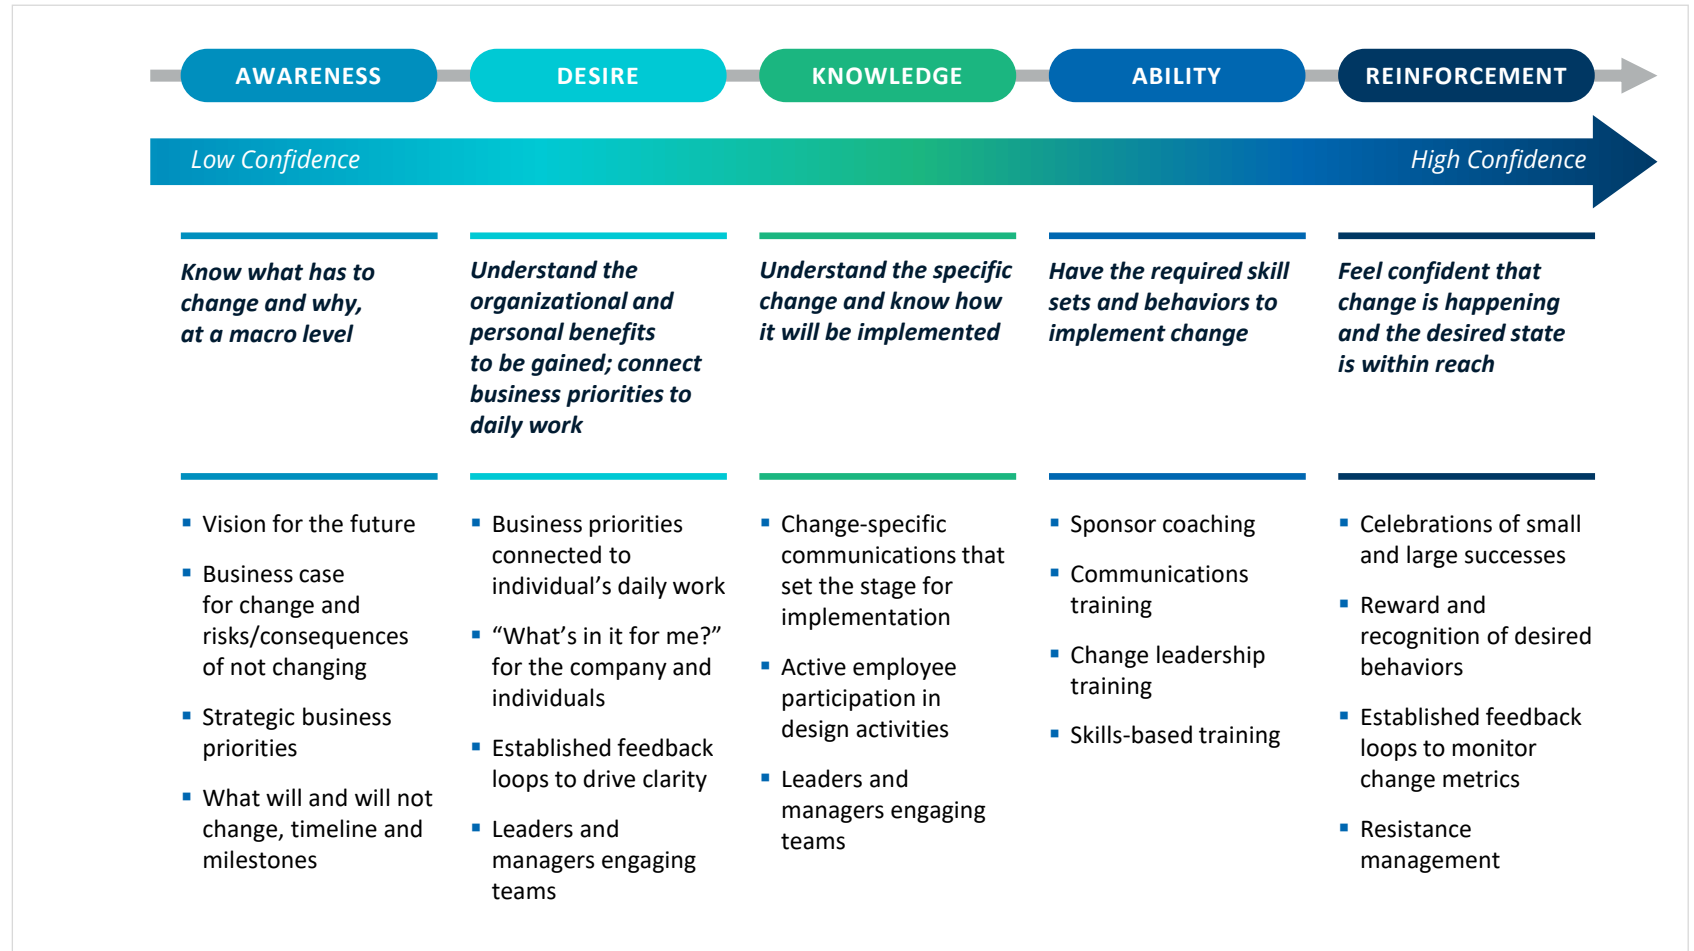 AWARENESS
DESIRE
KNOWLEDGE
ABILITY
REINFORCEMENT
Low Confidence
High Confidence
Know what has to
change and why,
at a macro level
Understand the
organizational and
personal benefits
to be gained; connect
business priorities to
daily work
Understand the specific
change and know how
it will be implemented
Have the required skill
sets and behaviors to
implement change
Feel confident that
change is happening
and the desired state
is within reach
▪ Vision for the future
▪ Business case
for change and
risks/consequences
of not changing
▪ Strategic business
priorities
▪ What will and will not
change, timeline and
milestones
▪ Business priorities
connected to
individual’s daily work
▪ “What’s in it for me?”
for the company and
individuals
▪ Established feedback
loops to drive clarity
▪ Leaders and
managers engaging
teams
▪ Change-specific
communications that
set the stage for
implementation
▪ Active employee
participation in
design activities
▪ Leaders and
managers engaging
teams
▪ Sponsor coaching
▪ Communications
training
▪ Change leadership
training
▪ Skills-based training
▪ Celebrations of small
and large successes
▪ Reward and
recognition of desired
behaviors
▪ Established feedback
loops to monitor
change metrics
▪ Resistance
management